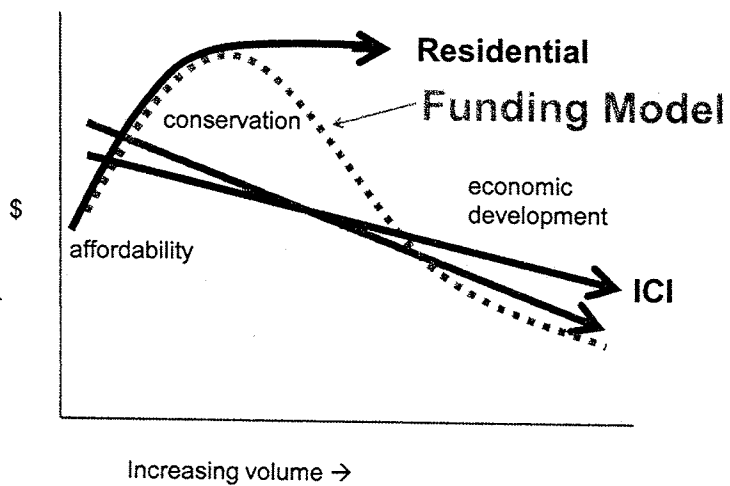 Residential
Funding Model
conservation
economic
development
$
affordability
ICI
Increasing volume →